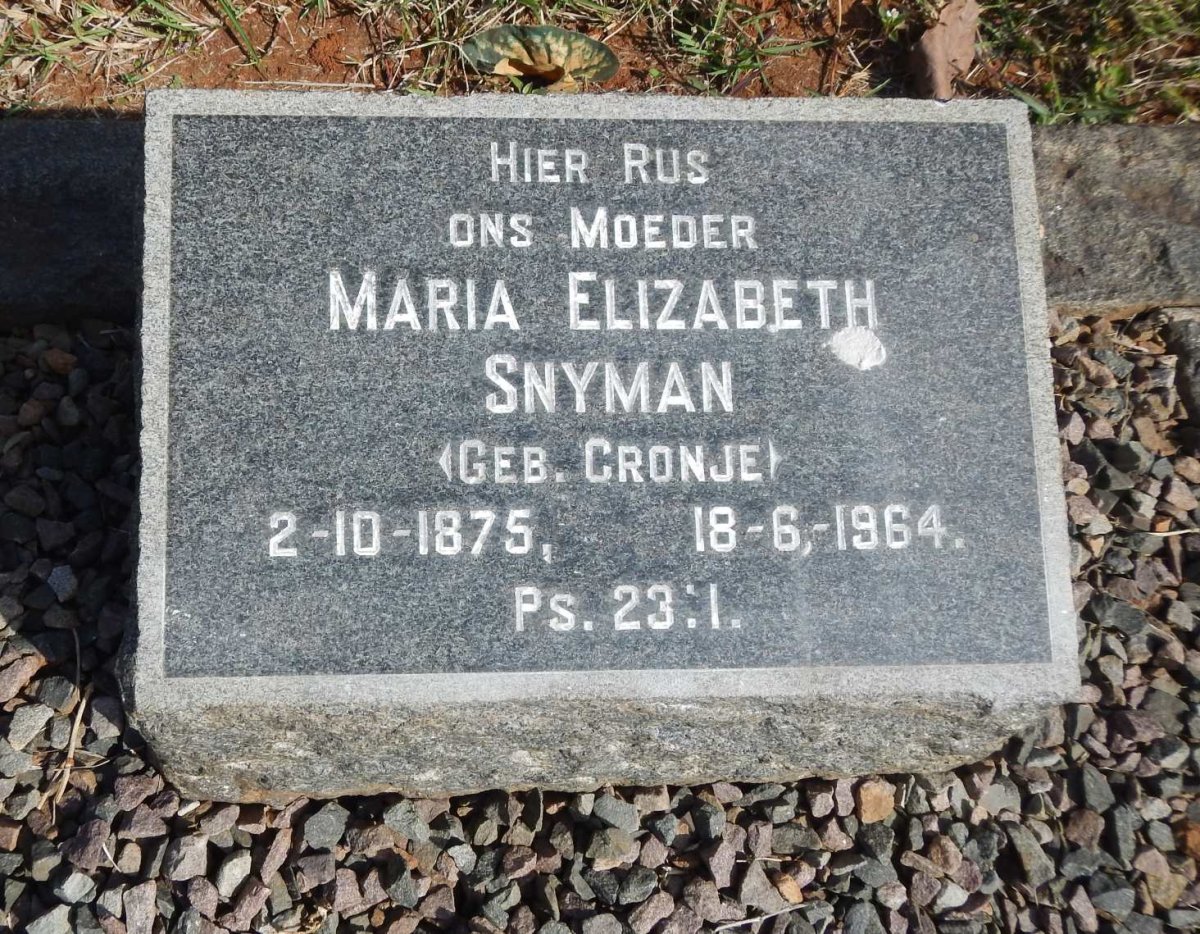 HIER RUS
ONS MOEDER
MARIA ELIZABETH
SNYMAN
(GEB. CRONJE)
2-10-1875, 18-6-1964.
PS. 23:1.